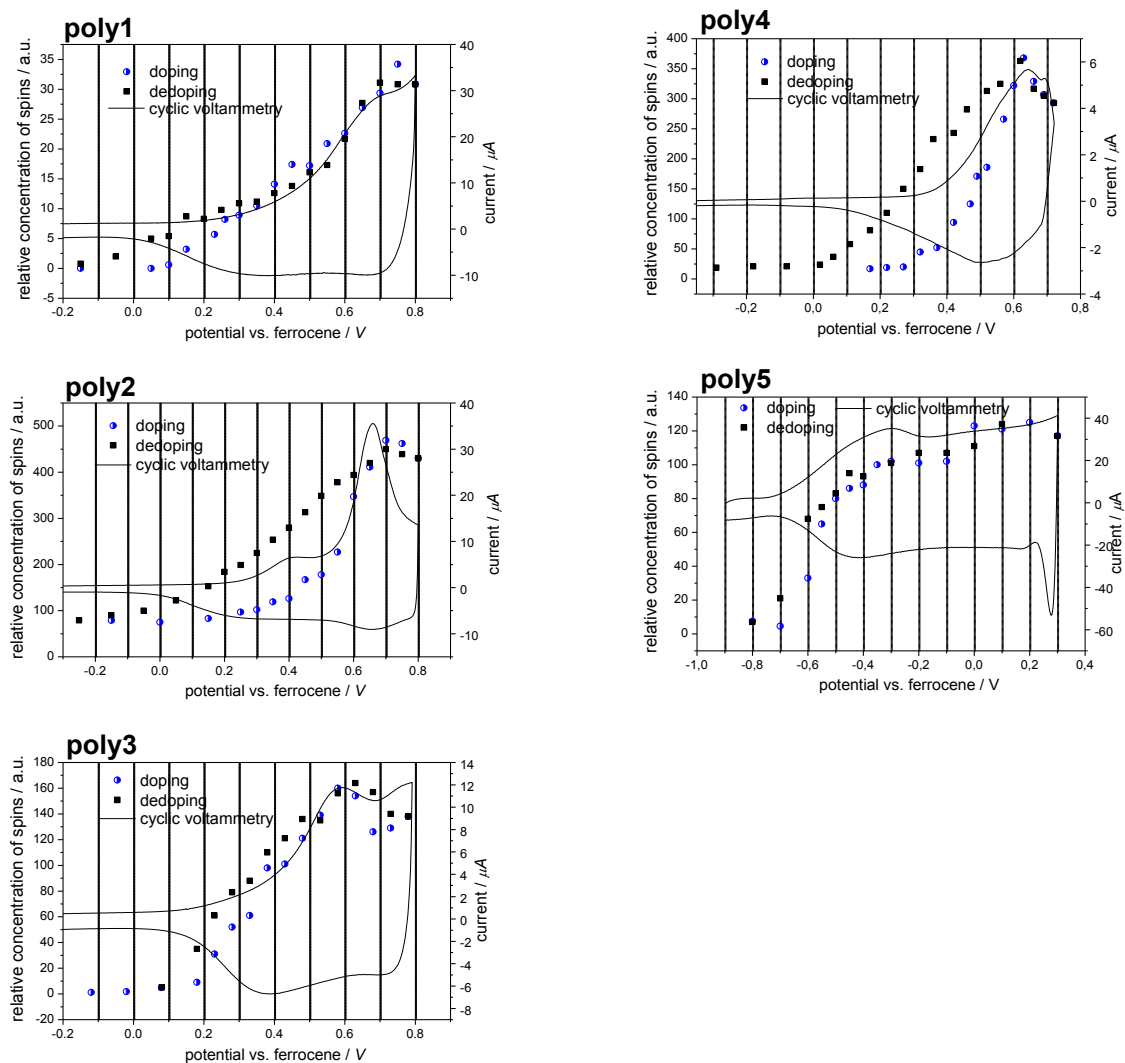 poly1
relative concentration of spins / a.u.
35
30
25
20
15
10
5
0
-5
doping
dedoping
cyclic voltammetry
40
30
20
10
0
-10
current / µA
-0.2 0.0 0.2 0.4 0.6 0.8
potential vs. ferrocene / V
poly4
relative concentration of spins / a.u.
400
350
300
250
200
150
100
50
0
doping
dedoping
cyclic voltammetry
6
4
2
0
-2
-4
current / µA
-0,4 -0,2 0,0 0,2 0,4 0,6 0,8
potential vs. ferrocene / V
poly2
relative concentration of spins / a.u.
500
400
300
200
100
0
doping
dedoping
cyclic voltammetry
40
30
20
10
0
-10
current / µA
-0.2 0.0 0.2 0.4 0.6 0.8
potential vs. ferrocene / V
poly5
relative concentration of spins / a.u.
140
120
100
80
60
40
20
0
doping
dedoping
cyclic voltammetry
40
20
0
-20
-40
-60
current / µA
-1,0 -0,8 -0,6 -0,4 -0,2 0,0 0,2 0,4
potential vs. ferrocene / V
poly3
relative concentration of spins / a.u.
180
160
140
120
100
80
60
40
20
0
-20
doping
dedoping
cyclic voltammetry
14
12
10
8
6
4
2
0
-2
-4
-6
-8
current / µA
-0.2 0.0 0.2 0.4 0.6 0.8
potential vs. ferrocene / V